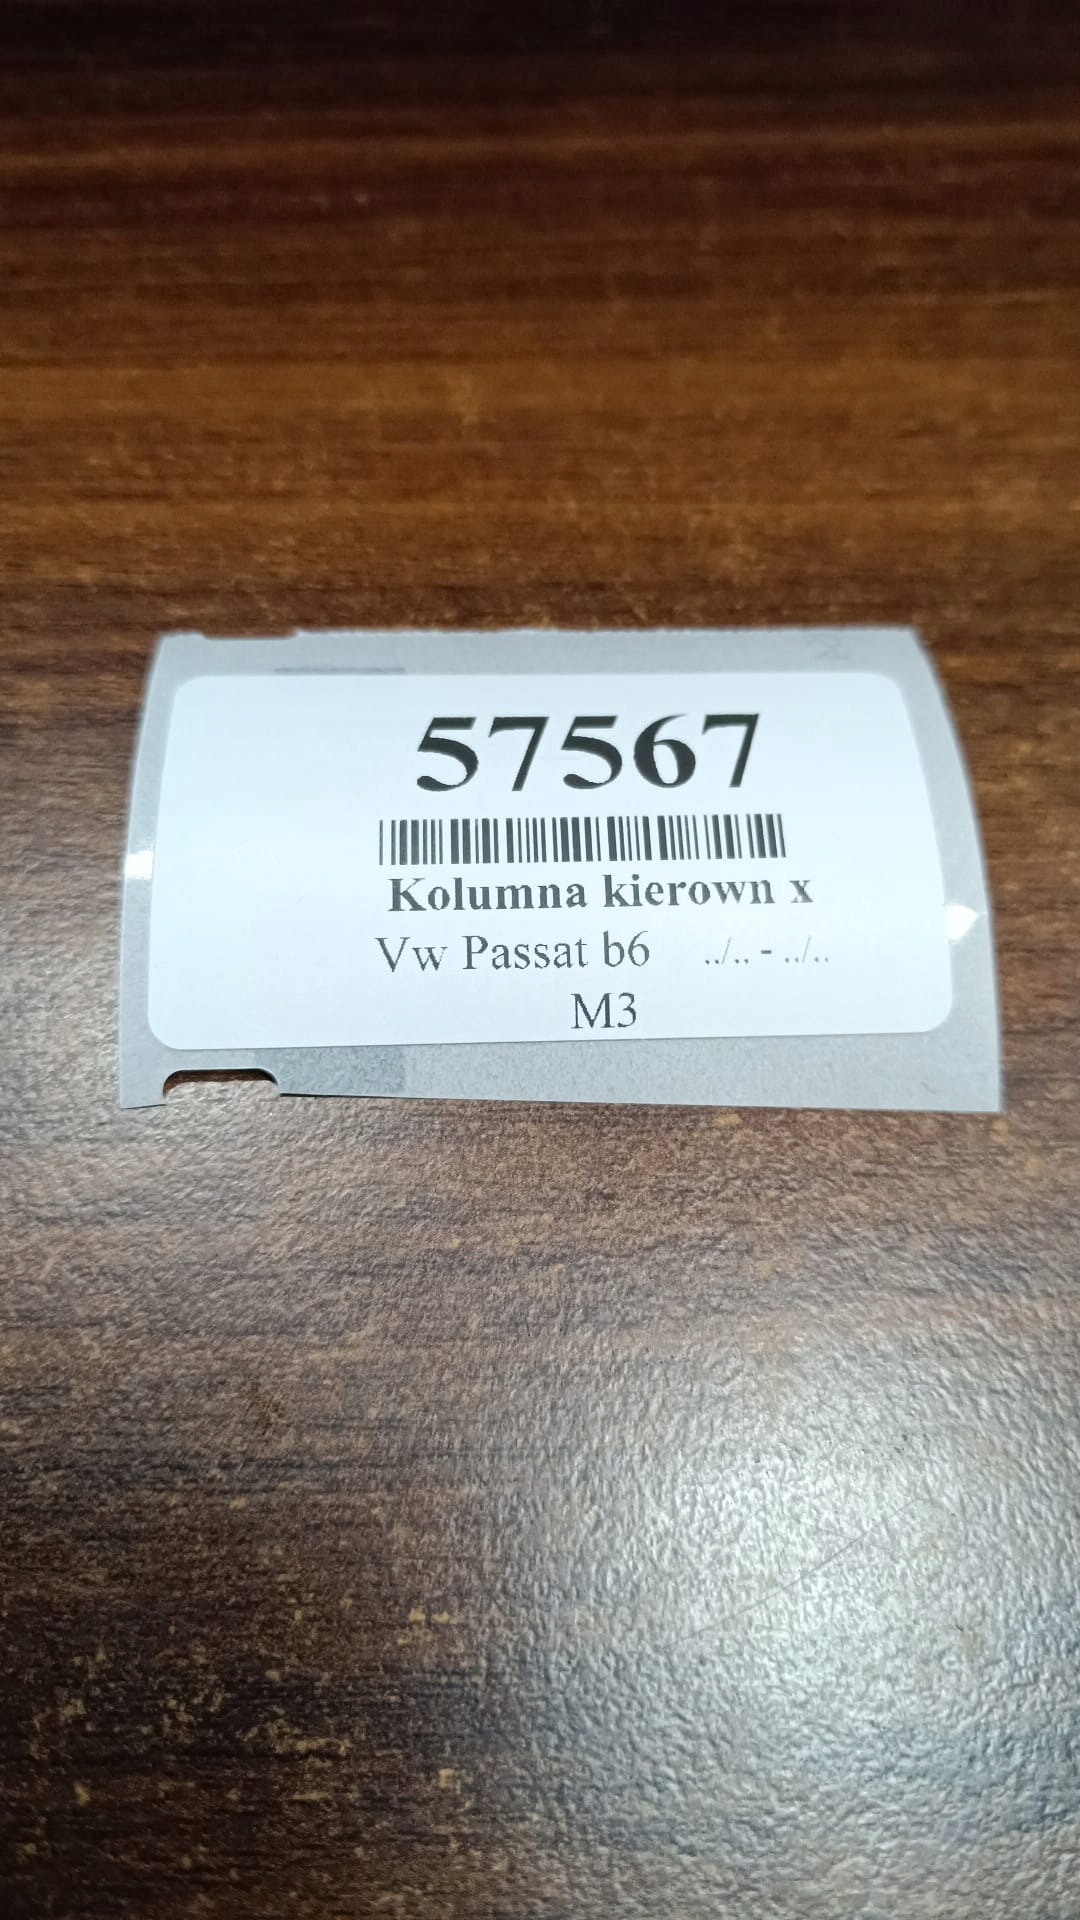 57567
Kolumna kierown x
Vw Passat b6 ../.. - ../..
M3